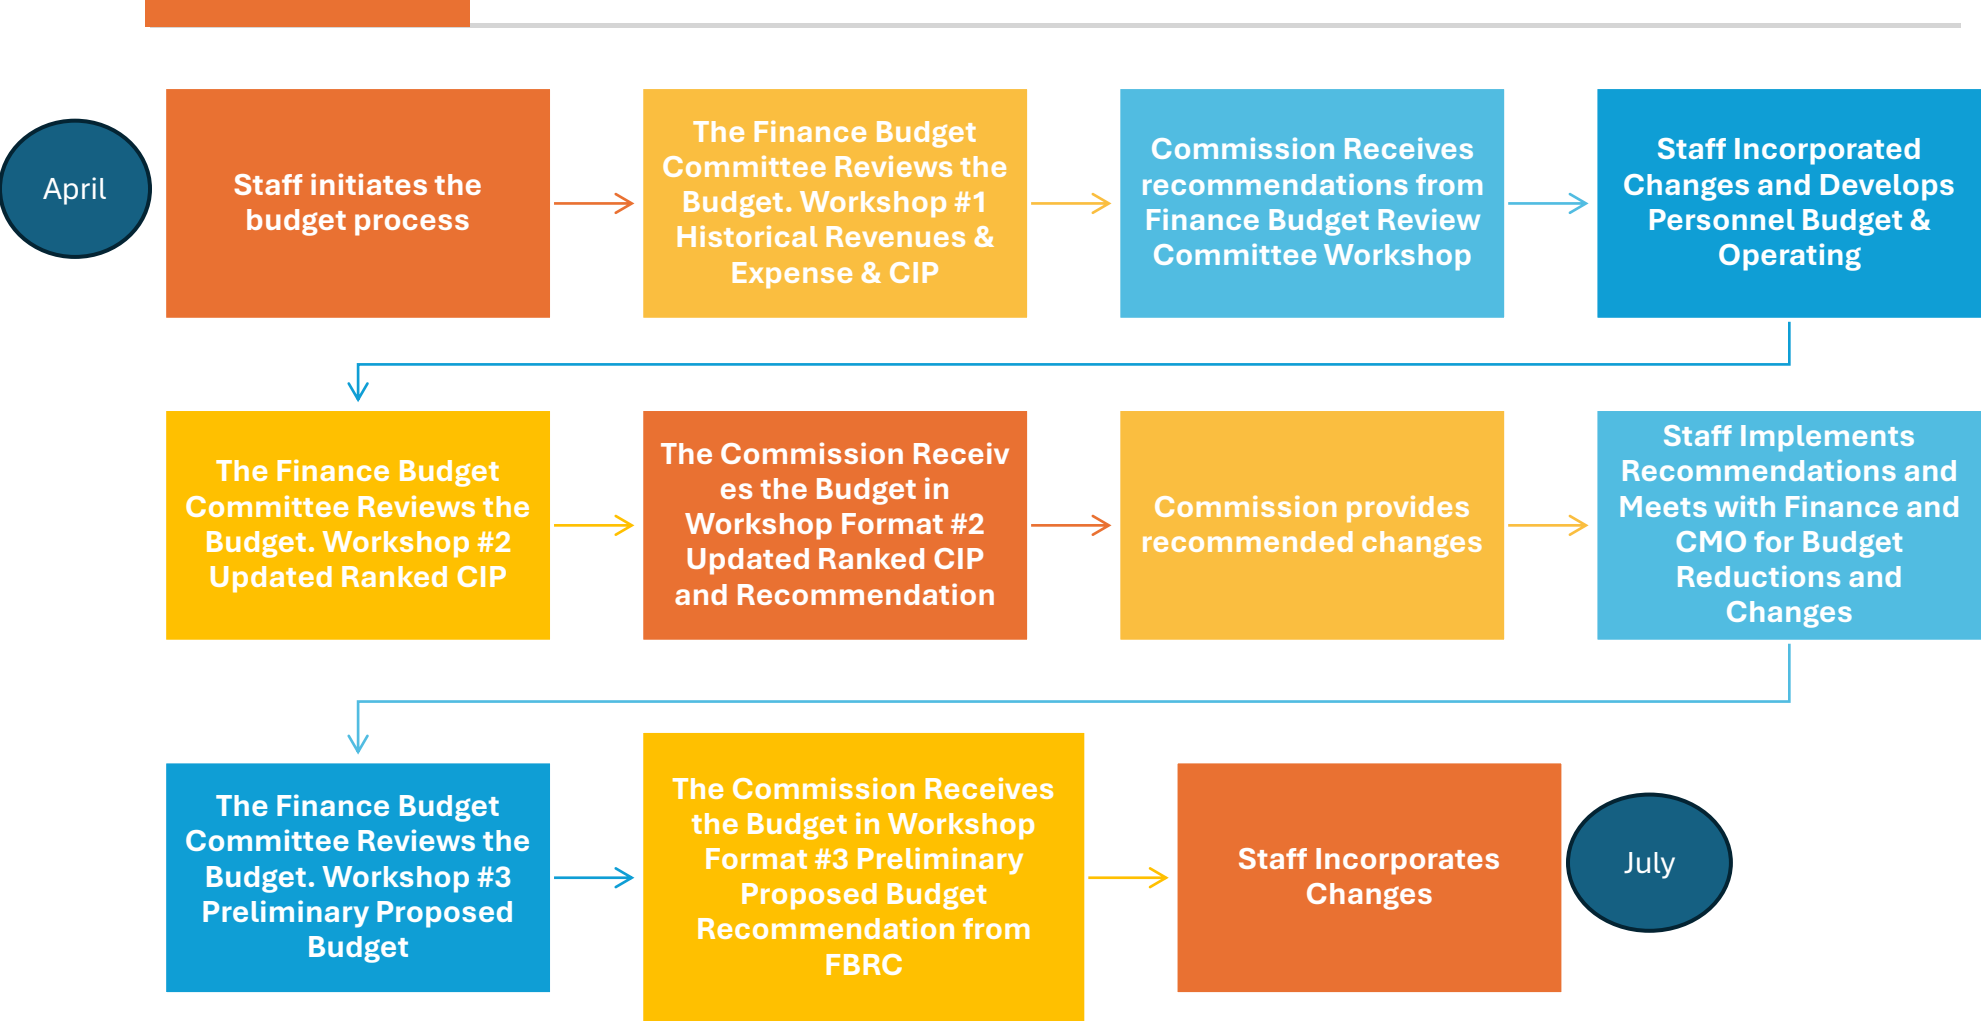 April
Staff initiates the
budget process
The Finance Budget
Committee Reviews the
Budget. Workshop #1
Historical Revenues &
Expense & CIP
Commission Receives
recommendations from
Finance Budget Review
Committee Workshop
Staff Incorporated
Changes and Develops
Personnel Budget &
Operating
The Finance Budget
Committee Reviews the
Budget. Workshop #2
Updated Ranked CIP
The Commission Receiv
es the Budget in
Workshop Format #2
Updated Ranked CIP
and Recommendation
Commission provides
recommended changes
Staff Implements
Recommendations and
Meets with Finance and
CMO for Budget
Reductions and
Changes
The Finance Budget
Committee Reviews the
Budget. Workshop #3
Preliminary Proposed
Budget
The Commission Receives
the Budget in Workshop
Format #3 Preliminary
Proposed Budget
Recommendation from
FBRC
Staff Incorporates
Changes
July